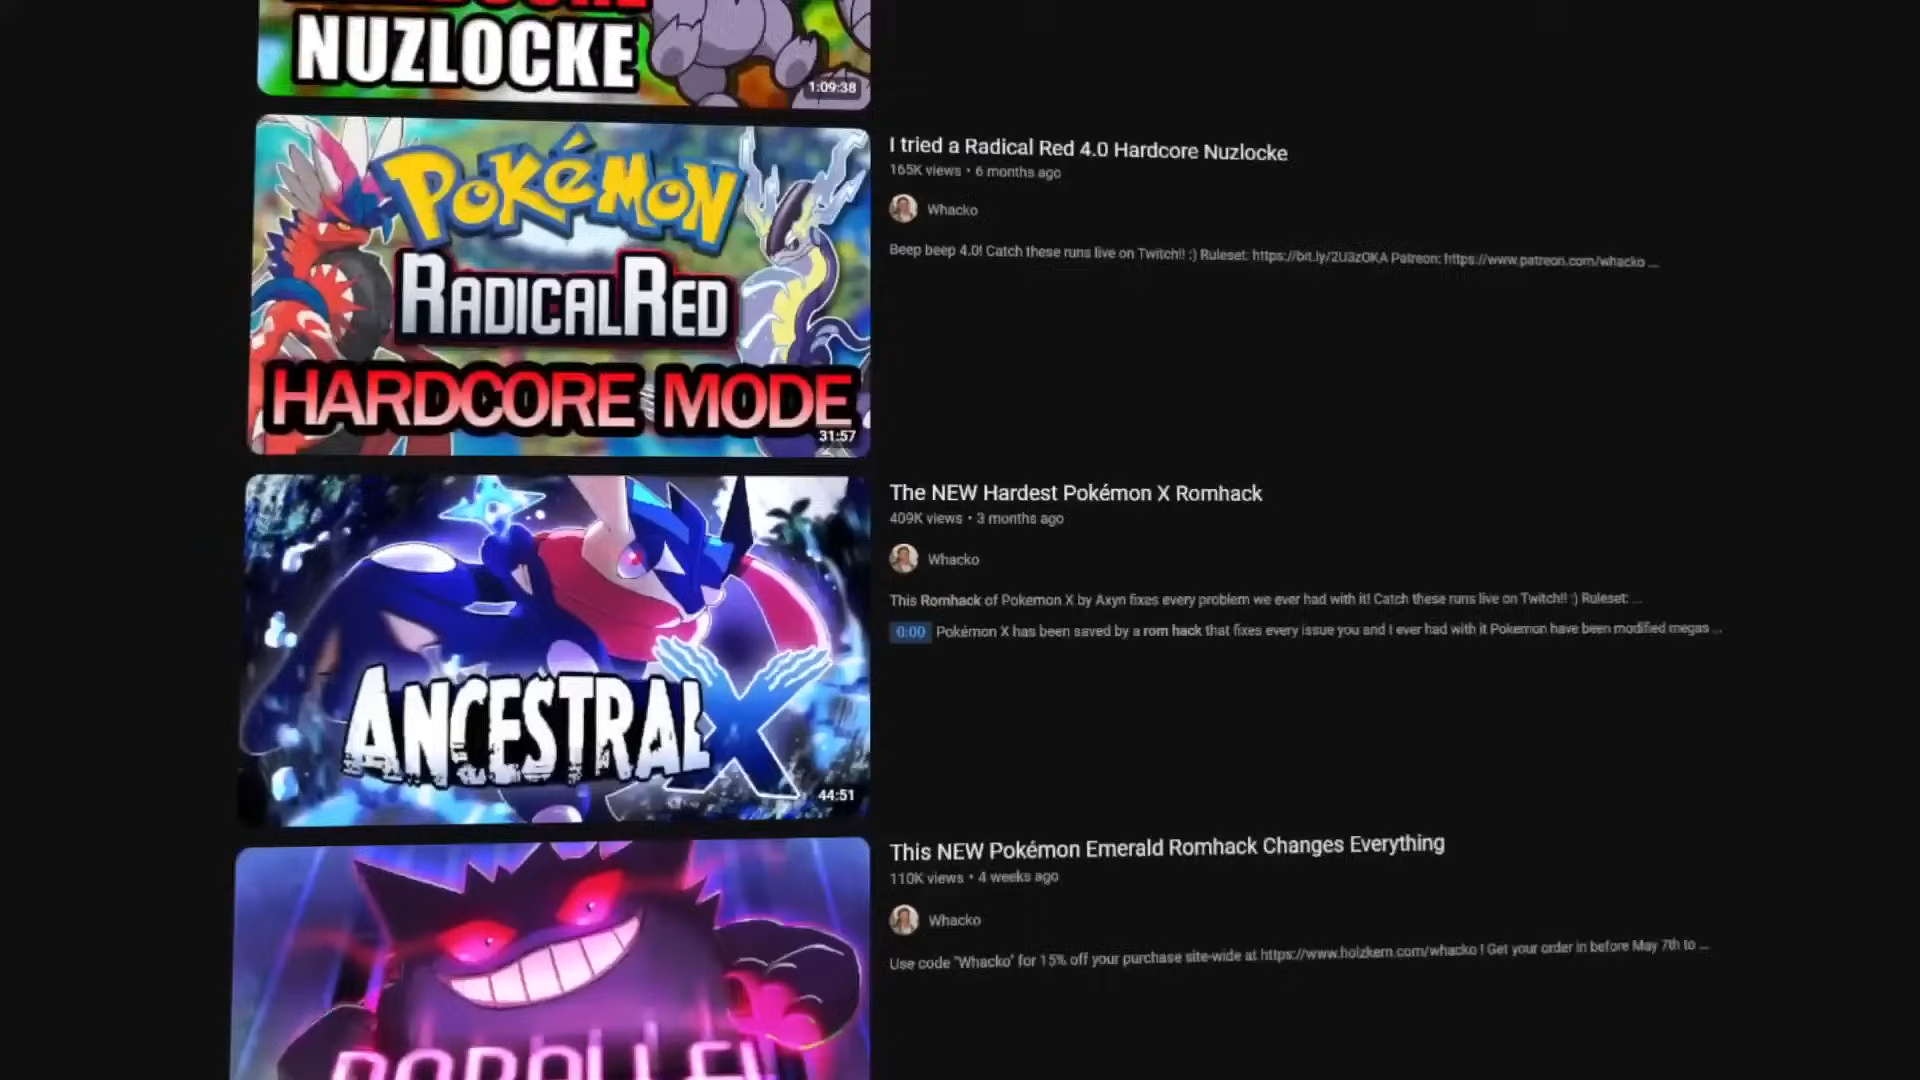 HARDCORE
NUZLOCKE
1:09:38
POKéMON
RADICAL RED
HARDCORE MODE
31:57
I tried a Radical Red 4.0 Hardcore Nuzlocke
165K views • 6 months ago
Whacko
Beep beep 4.0! Catch these runs live on Twitch!! :) Ruleset: https://bit.ly/2U3zOKA Patreon: https://www.patreon.com/whacko ...
ANCESTRAL X
44:51
The NEW Hardest Pokémon X Romhack
409K views • 3 months ago
Whacko
This Romhack of Pokemon X by Axyn fixes every problem we ever had with it! Catch these runs live on Twitch!! :) Ruleset: ...
0:00 Pokémon X has been saved by a rom hack that fixes every issue you and I ever had with it Pokemon have been modified megas ...
PARALLEL
This NEW Pokémon Emerald Romhack Changes Everything
110K views • 4 weeks ago
Whacko
Use code "Whacko" for 15% off your purchase site-wide at https://www.holzkern.com/whacko ! Get your order in before May 7th to ...